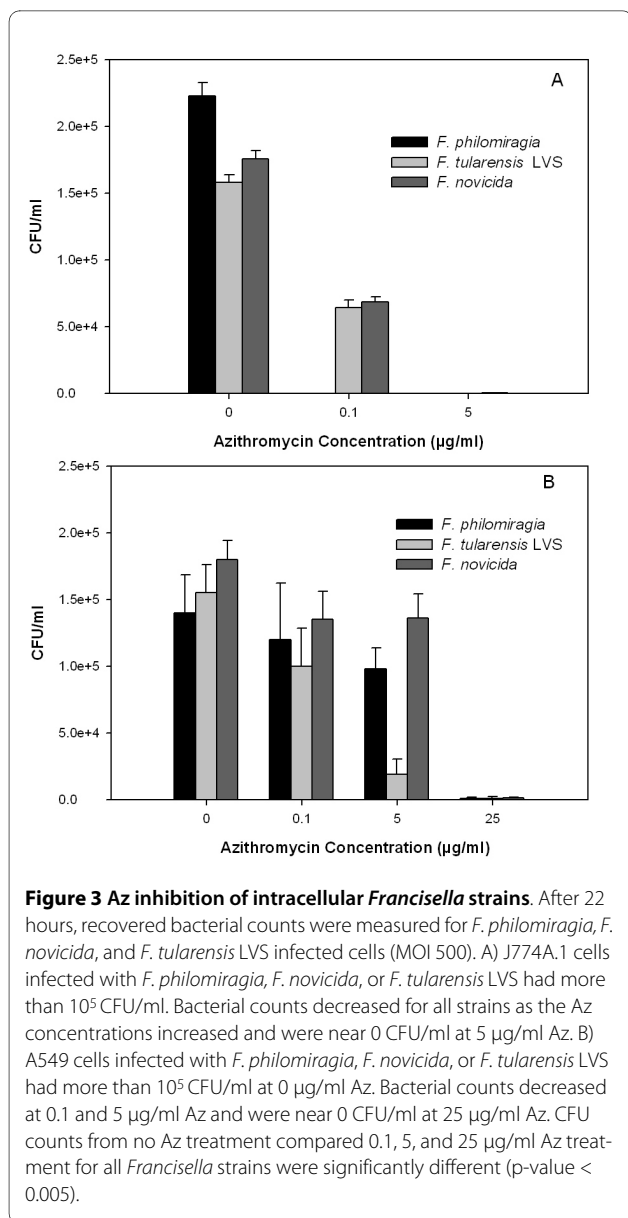 2.5e+5
A
2.0e+5
F. philomiragia
F. tularensis LVS
F. novicida
1.5e+5
CFU/ml
1.0e+5
5.0e+4
0.0
0 0.1 5
Azithromycin Concentration (µg/ml)
2.5e+5
B
2.0e+5
F. philomiragia
F. tularensis LVS
F. novicida
1.5e+5
CFU/ml
1.0e+5
5.0e+4
0.0
0 0.1 5 25
Azithromycin Concentration (µg/ml)
Figure 3 Az inhibition of intracellular Francisella strains. After 22
hours, recovered bacterial counts were measured for F. philomiragia, F.
novicida, and F. tularensis LVS infected cells (MOI 500). A) J774A.1 cells
infected with F. philomiragia, F. novicida, or F. tularensis LVS had more
than 10⁵ CFU/ml. Bacterial counts decreased for all strains as the Az
concentrations increased and were near 0 CFU/ml at 5 µg/ml Az. B)
A549 cells infected with F. philomiragia, F. novicida, or F. tularensis LVS
had more than 10⁵ CFU/ml at 0 µg/ml Az. Bacterial counts decreased
at 0.1 and 5 µg/ml Az and were near 0 CFU/ml at 25 µg/ml Az. CFU
counts from no Az treatment compared 0.1, 5, and 25 µg/ml Az treat-
ment for all Francisella strains were significantly different (p-value <
0.005).